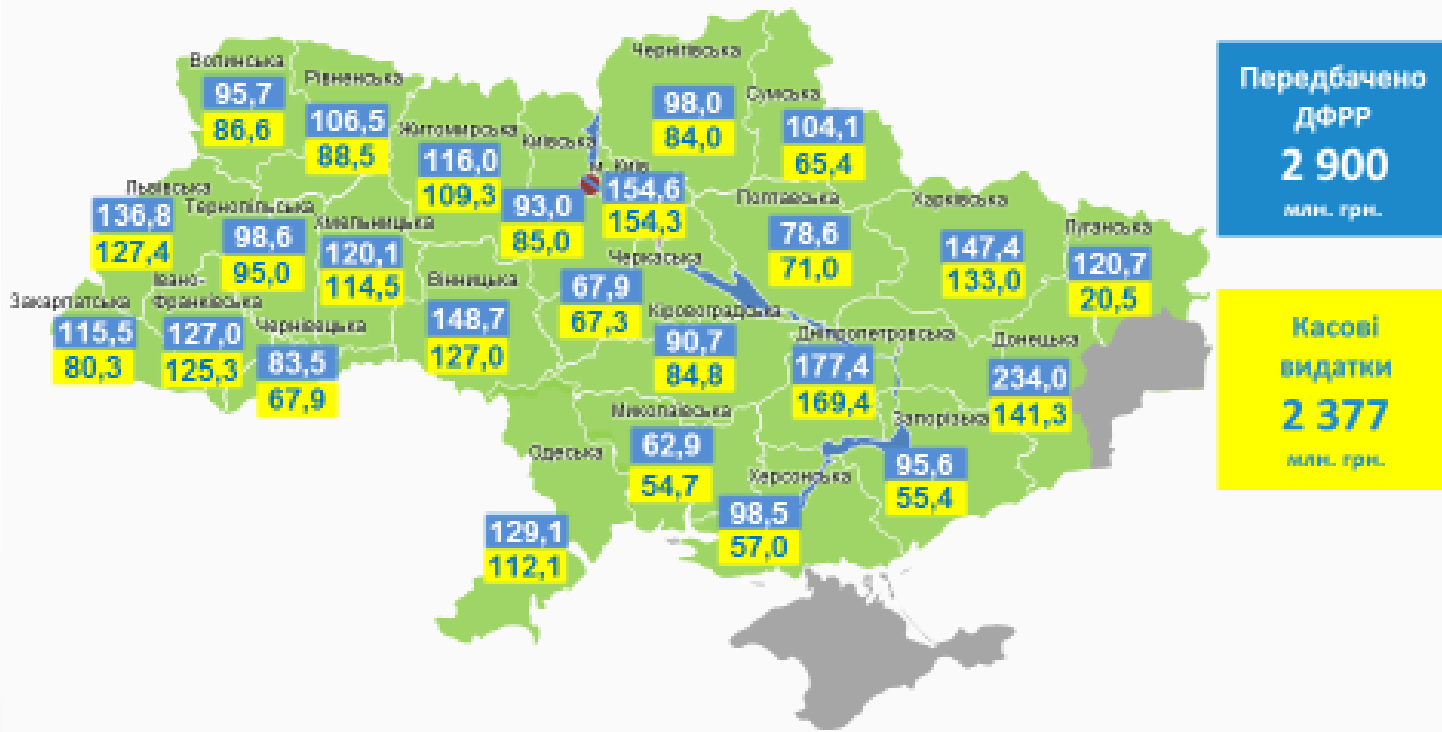 Волинська
95,7
86,6
Рівненська
106,5
88,5
Житомирська
116,0
109,3
Київська
93,0
85,0
м. Київ
154,6
154,3
Чернігівська
98,0
84,0
Сумська
104,1
65,4
Львівська
136,8
127,4
Тернопільська
98,6
95,0
Хмельницька
120,1
114,5
Вінницька
148,7
127,0
Черкаська
67,9
67,3
Полтавська
78,6
71,0
Харківська
147,4
133,0
Луганська
120,7
20,5
Закарпатська
115,5
80,3
Івано-
Франківська
127,0
125,3
Чернівецька
83,5
67,9
Кіровоградська
90,7
84,8
Дніпропетровська
177,4
169,4
Донецька
234,0
141,3
Одеська
129,1
112,1
Миколаївська
62,9
54,7
Херсонська
98,5
57,0
Запорізька
95,6
55,4
Передбачено
ДФРР
2 900
млн. грн.
Касові
видатки
2 377
млн. грн.